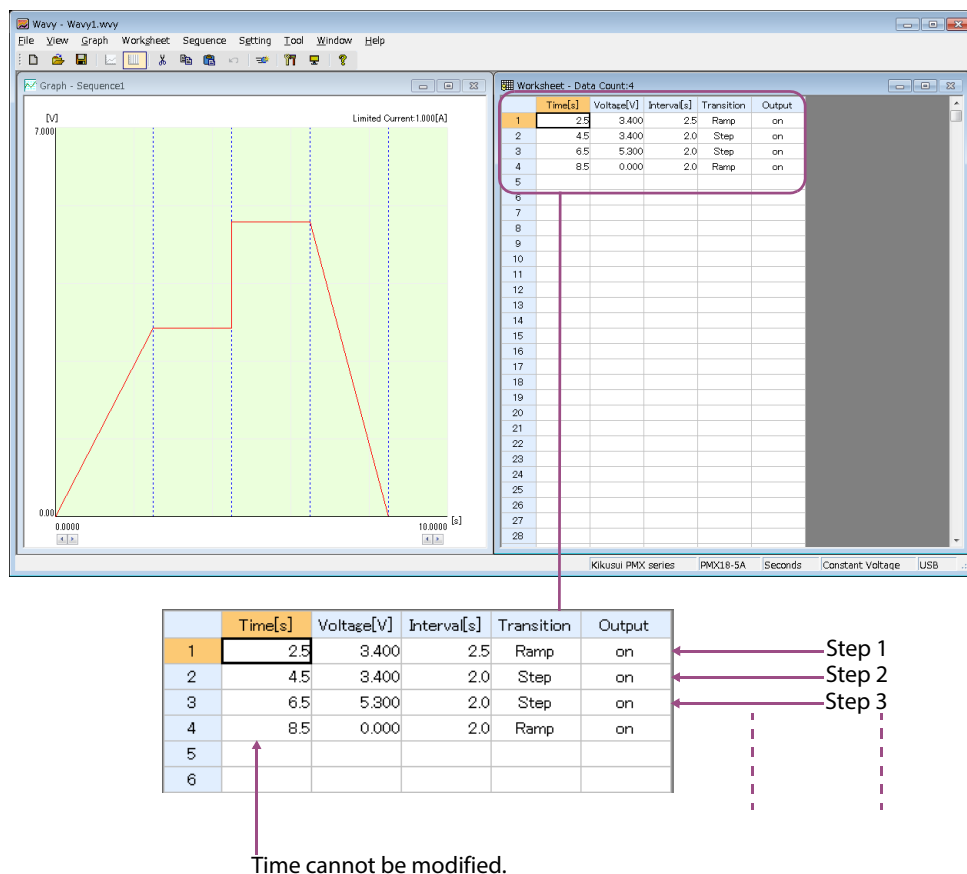 Wavy - Wavy1.wvy
File View Graph Worksheet Sequence Setting Tool Window Help
Graph - Sequence1
[V]
Limited Current:1.000[A]
7.000
0.00
0.0000
10.0000
[s]
Worksheet - Data Count:4
Time[s] Voltage[V] Interval[s] Transition Output
1 2.5 3.400 2.5 Ramp on
2 4.5 3.400 2.0 Step on
3 6.5 5.300 2.0 Step on
4 8.5 0.000 2.0 Ramp on
5
6
7
8
9
10
11
12
13
14
15
16
17
18
19
20
21
22
23
24
25
26
27
28
Kikusui PMX series PMX18-5A Seconds Constant Voltage USB
Time[s] Voltage[V] Interval[s] Transition Output
1 2.5 3.400 2.5 Ramp on
Step 1
2 4.5 3.400 2.0 Step on
Step 2
3 6.5 5.300 2.0 Step on
Step 3
4 8.5 0.000 2.0 Ramp on
5
6
Time cannot be modified.